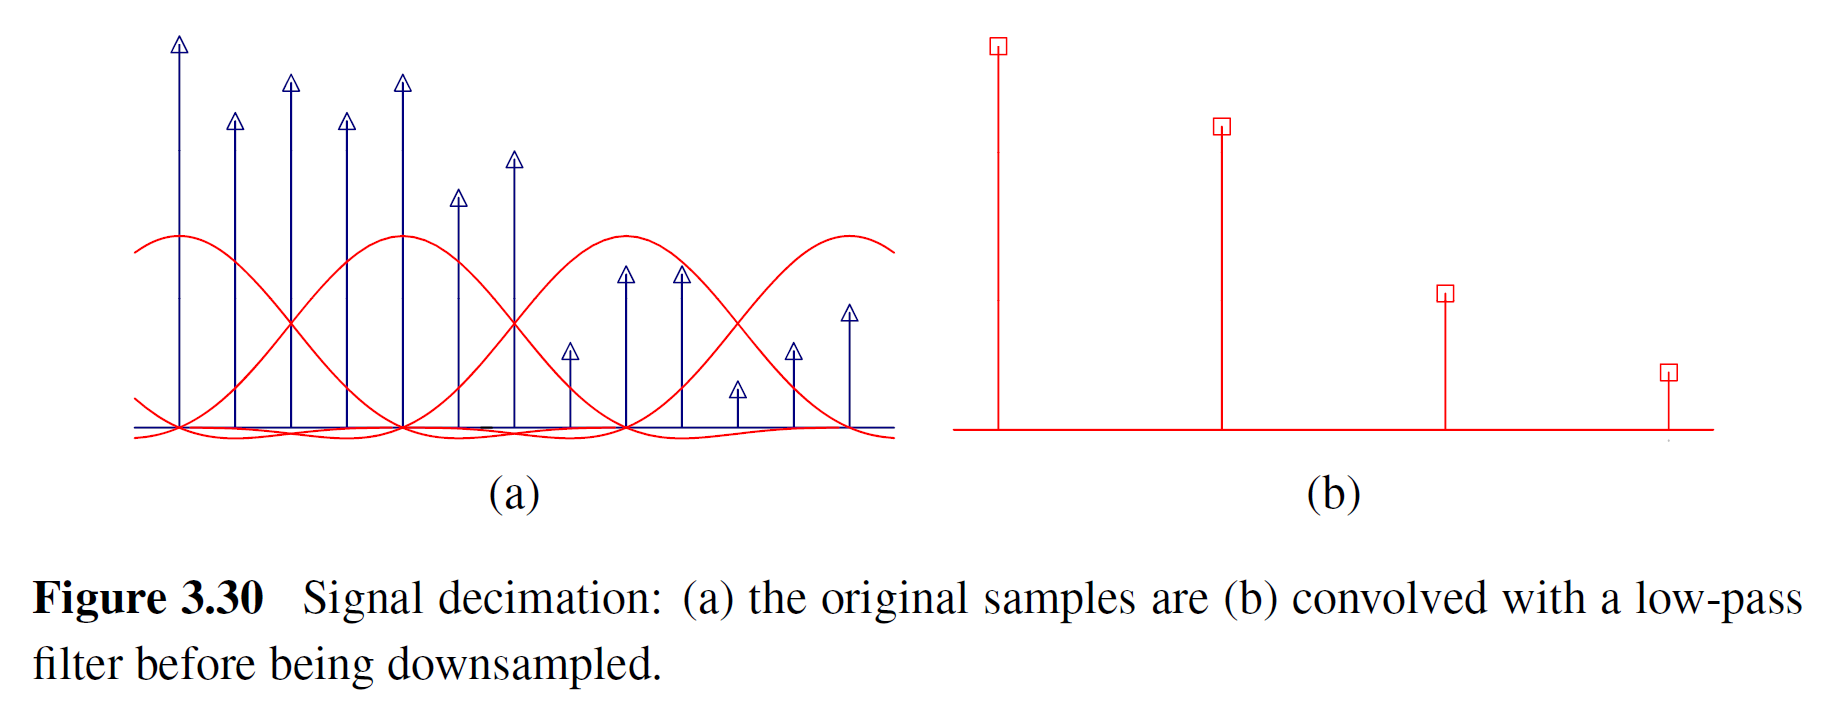 (a)
(b)
Figure 3.30 Signal decimation: (a) the original samples are (b) convolved with a low-pass
filter before being downsampled.